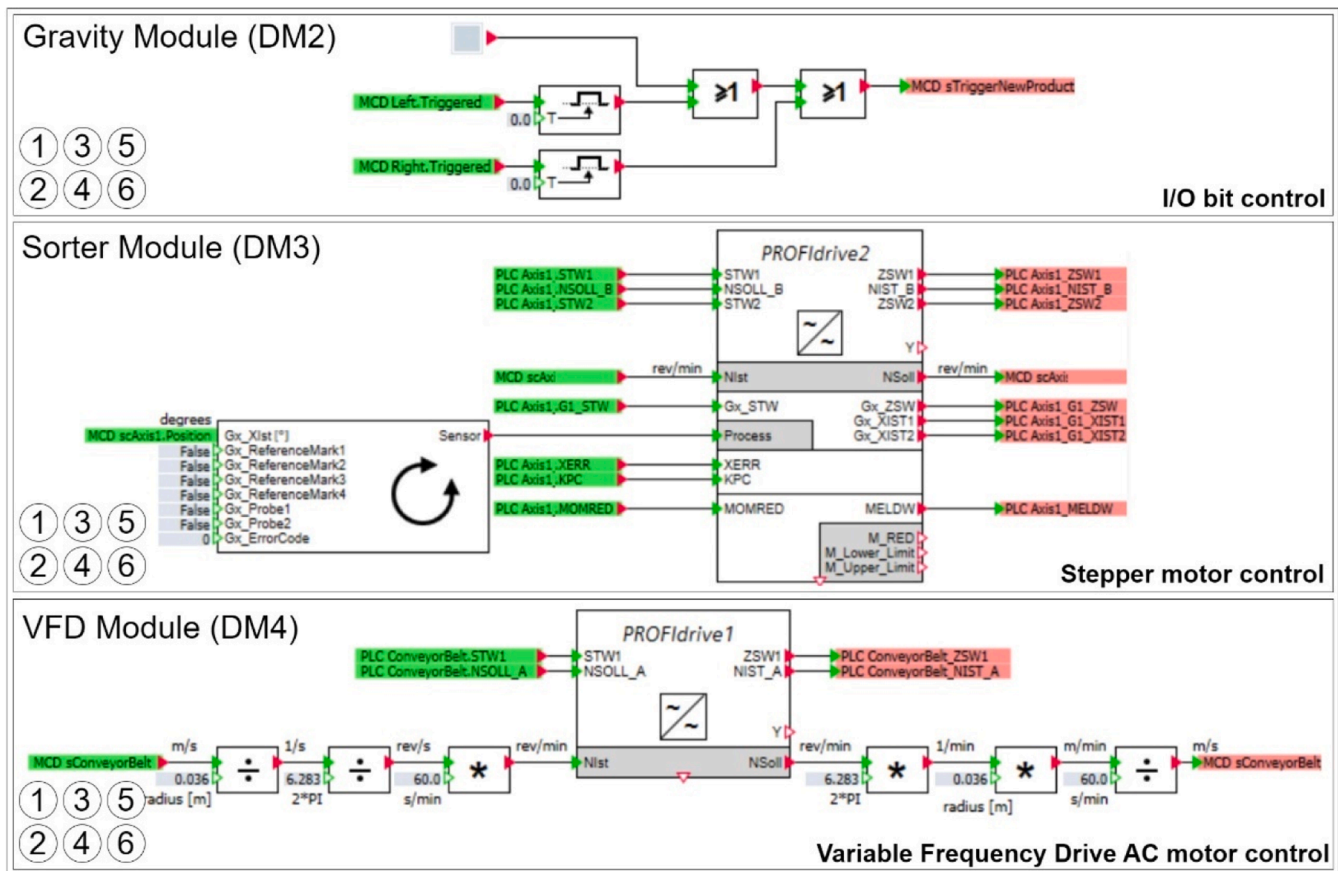 Gravity Module (DM2)
MCD Left.Triggered
0.0
T
≥1
≥1
MCD sTriggerNewProduct
MCD Right.Triggered
0.0
T
1 3 5
2 4 6
I/O bit control
Sorter Module (DM3)
PROFIdrive2
PLC Axis1.STW1
STW1
ZSW1
PLC Axis1_ZSW1
PLC Axis1.NSOLL_B
NSOLL_B
NIST_B
PLC Axis1_NIST_B
PLC Axis1.STW2
STW2
ZSW2
PLC Axis1_ZSW2
~
~
Y
MCD scAxi
rev/min
NIst
NSoll
rev/min
MCD scAxi
PLC Axis1.G1_STW
Gx_STW
Gx_ZSW
PLC Axis1_G1_ZSW
Gx_XIST1
PLC Axis1_G1_XIST1
Process
Gx_XIST2
PLC Axis1_G1_XIST2
degrees
MCD scAxis1.Position
Gx_XIst [°]
Sensor
False Gx_ReferenceMark1
False Gx_ReferenceMark2
False Gx_ReferenceMark3
False Gx_ReferenceMark4
False Gx_Probe1
False Gx_Probe2
0 Gx_ErrorCode
PLC Axis1.XERR
XERR
PLC Axis1.KPC
KPC
PLC Axis1.MOMRED
MOMRED
MELDW
PLC Axis1_MELDW
M_RED
M_Lower_Limit
M_Upper_Limit
1 3 5
2 4 6
Stepper motor control
VFD Module (DM4)
PROFIdrive1
PLC ConveyorBelt.STW1
STW1
ZSW1
PLC ConveyorBelt_ZSW1
PLC ConveyorBelt.NSOLL_A
NSOLL_A
NIST_A
PLC ConveyorBelt_NIST_A
~
~
Y
MCD sConveyorBelt
m/s
0.036
radius [m]
÷
1/s
6.283
2*PI
÷
rev/s
60.0
s/min
*
rev/min
NIst
NSoll
rev/min
6.283
2*PI
*
1/min
0.036
radius [m]
*
m/min
60.0
s/min
÷
m/s
MCD sConveyorBelt
1 3 5
2 4 6
Variable Frequency Drive AC motor control